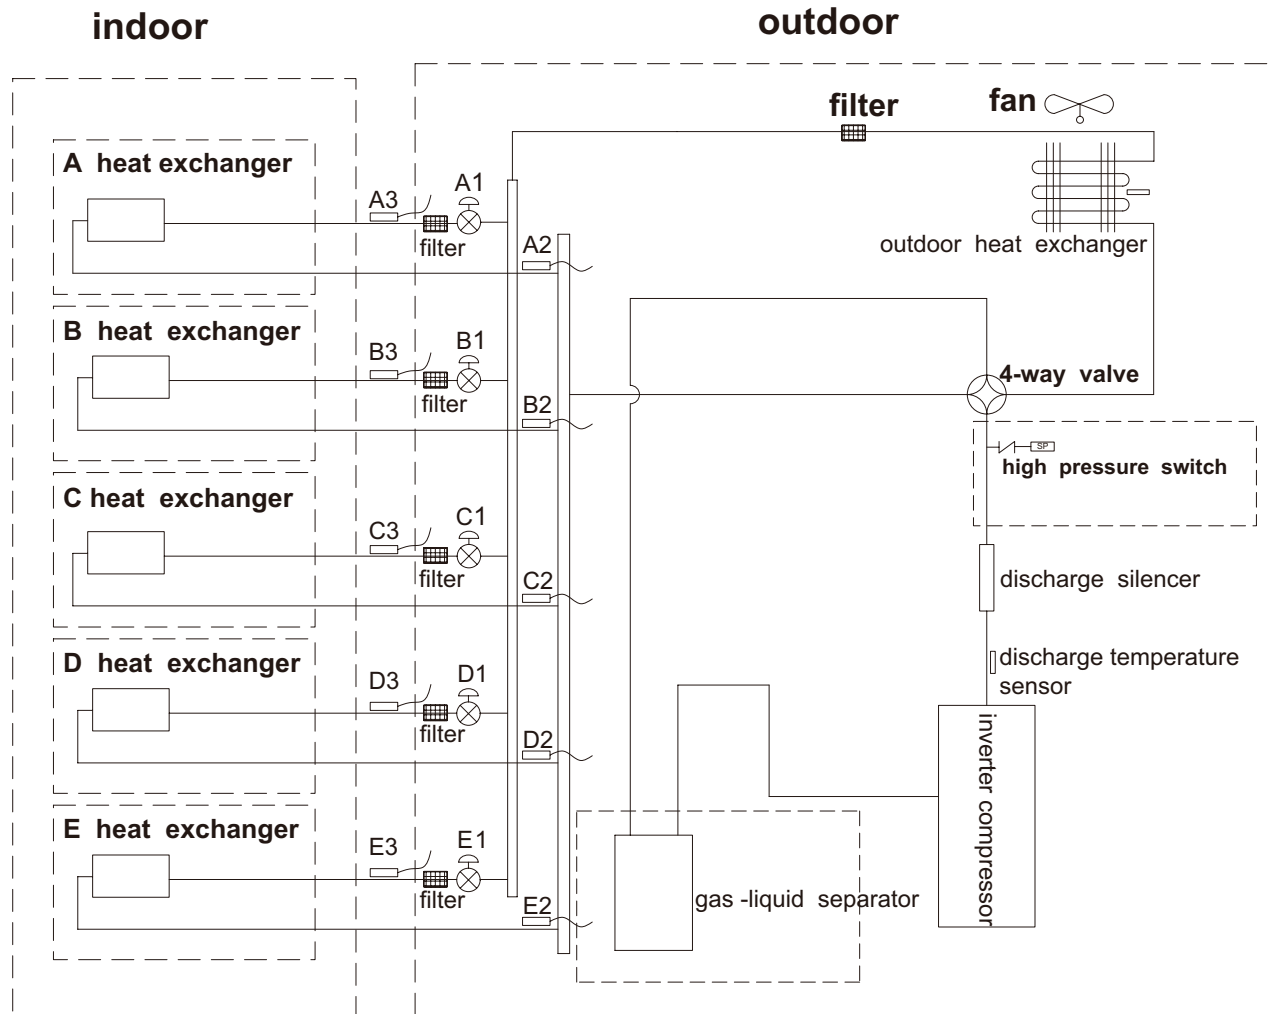 indoor
outdoor
filter
fan
A heat exchanger
A3
A1
filter
A2
outdoor heat exchanger
B heat exchanger
B3
B1
filter
B2
4-way valve
SP
high pressure switch
C heat exchanger
C3
C1
filter
C2
discharge silencer
D heat exchanger
D3
D1
filter
D2
discharge temperature
sensor
inverter compressor
E heat exchanger
E3
E1
filter
E2
gas -liquid separator